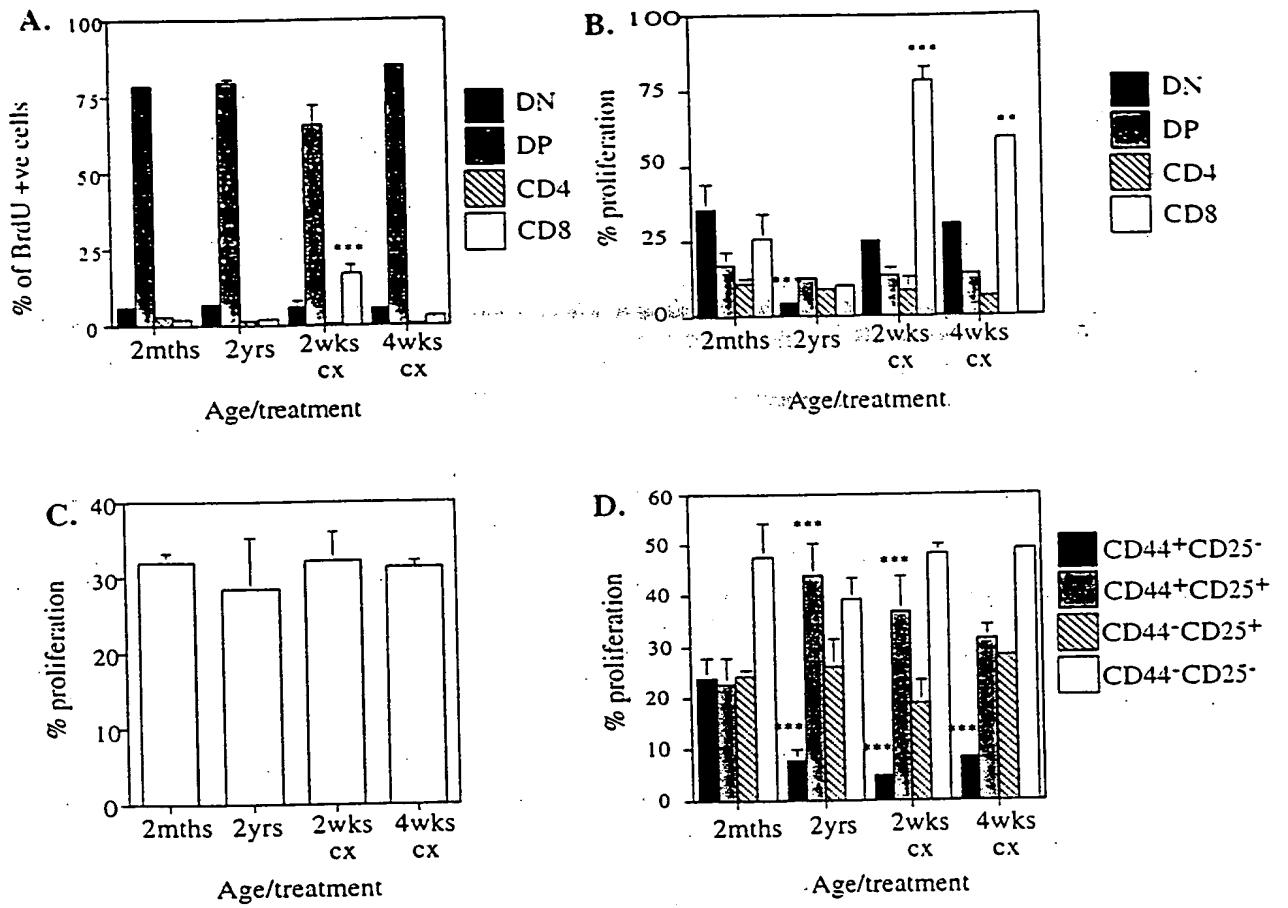 A.
100
75
50
25
0
% of BrdU +ve cells
***
2mths 2yrs 2wks cx 4wks cx
Age/treatment
DN
DP
CD4
CD8
B.
100
75
50
25
0
% proliferation
***
***
**
2mths 2yrs 2wks cx 4wks cx
Age/treatment
DN
DP
CD4
CD8
C.
40
30
20
10
0
% proliferation
2mths 2yrs 2wks cx 4wks cx
Age/treatment
D.
60
50
40
30
20
10
0
% proliferation
***
***
***
***
***
2mths 2yrs 2wks cx 4wks cx
Age/treatment
CD44+CD25-
CD44+CD25+
CD44-CD25+
CD44-CD25-